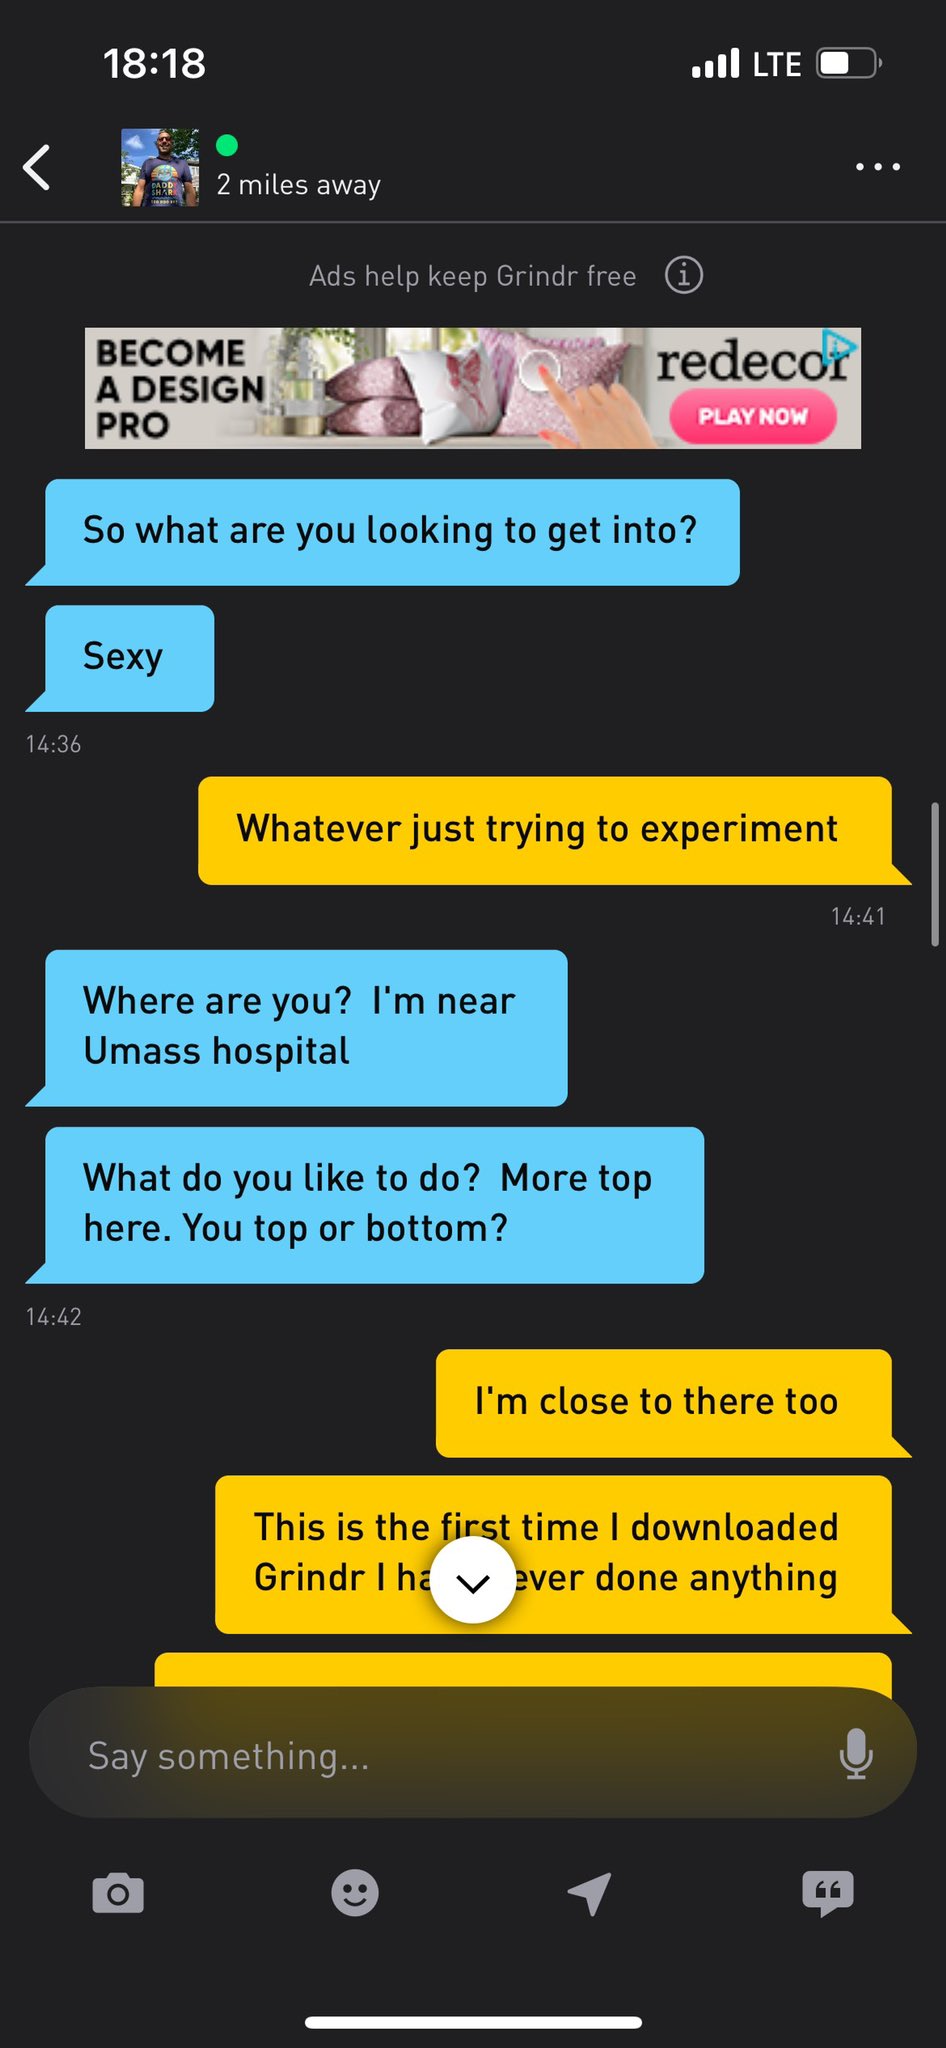 18:18
LTE
2 miles away
Ads help keep Grindr free
BECOME
A DESIGN
PRO
redecor
PLAY NOW
DADD
SHARK
So what are you looking to get into?
Sexy
14:36
Whatever just trying to experiment
14:41
Where are you?  I'm near
Umass hospital
What do you like to do?  More top
here. You top or bottom?
14:42
I'm close to there too
This is the first time I downloaded
Grindr I ever done anything
Say something...